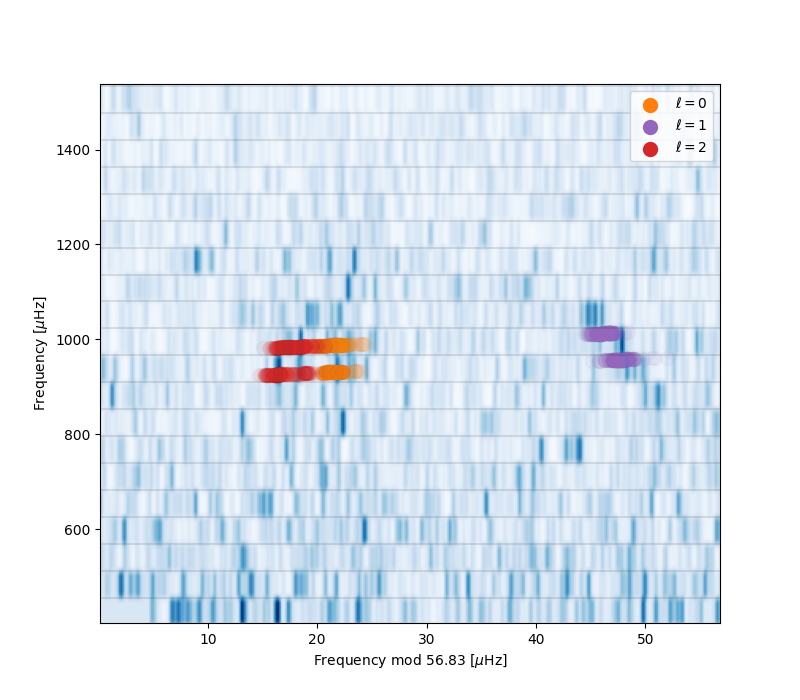 ℓ = 0
ℓ = 1
ℓ = 2
1400
1200
1000
800
600
Frequency [μHz]
10 20 30 40 50
Frequency mod 56.83 [μHz]